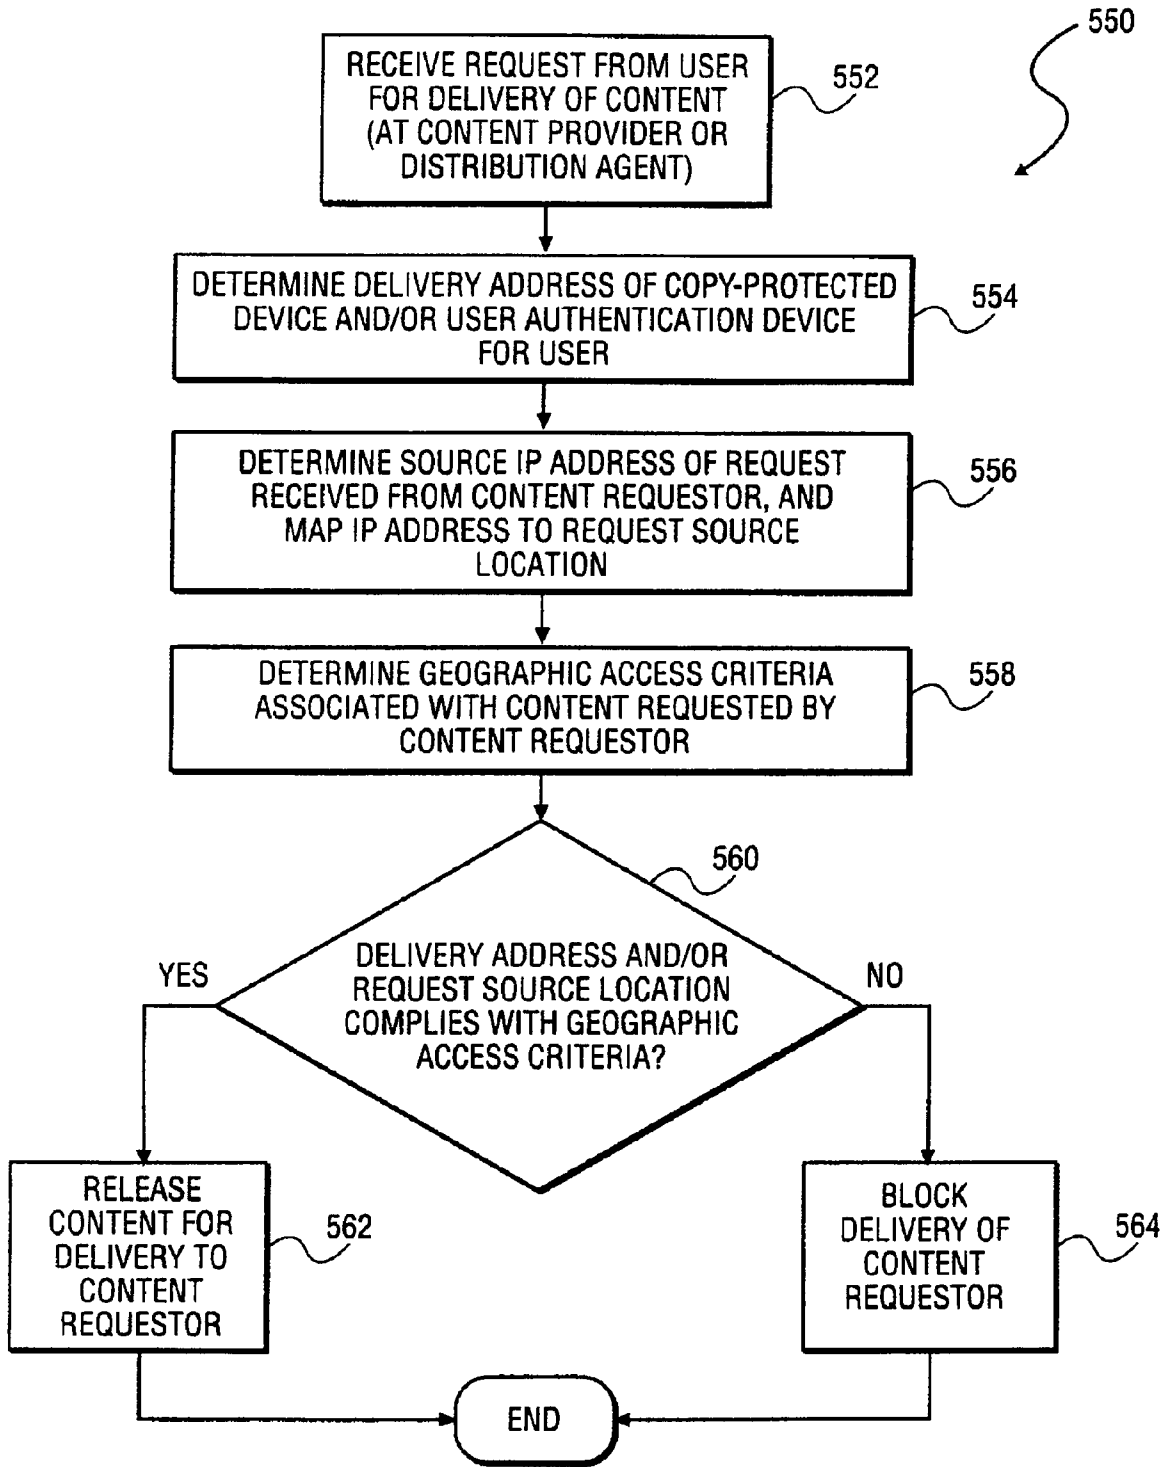 550
RECEIVE REQUEST FROM USER
FOR DELIVERY OF CONTENT
(AT CONTENT PROVIDER OR
DISTRIBUTION AGENT)
552
DETERMINE DELIVERY ADDRESS OF COPY-PROTECTED
DEVICE AND/OR USER AUTHENTICATION DEVICE
FOR USER
554
DETERMINE SOURCE IP ADDRESS OF REQUEST
RECEIVED FROM CONTENT REQUESTOR, AND
MAP IP ADDRESS TO REQUEST SOURCE
LOCATION
556
DETERMINE GEOGRAPHIC ACCESS CRITERIA
ASSOCIATED WITH CONTENT REQUESTED BY
CONTENT REQUESTOR
558
560
DELIVERY ADDRESS AND/OR
REQUEST SOURCE LOCATION
COMPLIES WITH GEOGRAPHIC
ACCESS CRITERIA?
YES
NO
RELEASE
CONTENT FOR
DELIVERY TO
CONTENT
REQUESTOR
562
BLOCK
DELIVERY OF
CONTENT
REQUESTOR
564
END